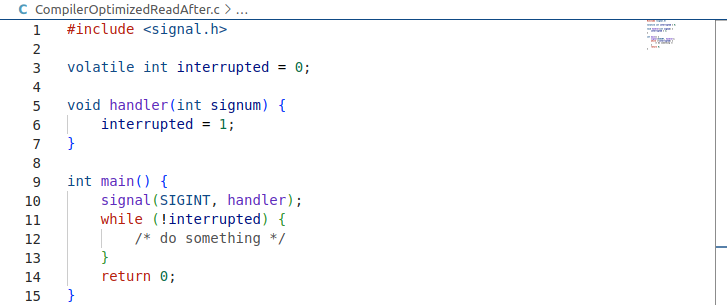 C CompilerOptimizedReadAfter.c > ...
1 #include <signal.h>
2
3 volatile int interrupted = 0;
4
5 void handler(int signum) {
6 interrupted = 1;
7 }
8
9 int main() {
10 signal(SIGINT, handler);
11 while (!interrupted) {
12 /* do something */
13 }
14 return 0;
15 }